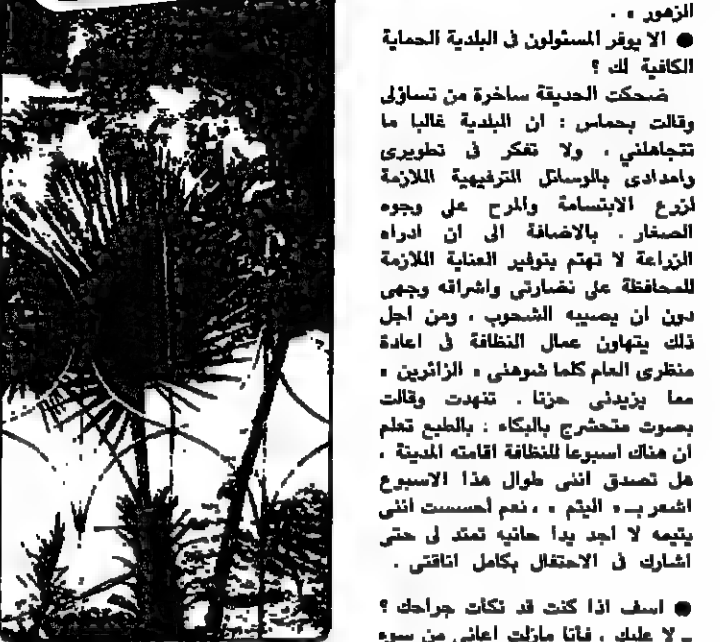 الزهور » .
● الا يوفر المسئولون في البلدية الحماية
الكافية لك ؟
ضحكت الحديقة ساخرة من تساؤلى
وقالت بحماس : ان البلدية غالبا ما
تتجاهلني ، ولا تفكر فى تطويرى
وامدادى بالوسائل الترفيهية اللازمة
لزرع الابتسامة والمرح على وجوه
الصغار . بالاضافة الى ان ادراه
الزراعة لا تهتم بتوفير العناية اللازمة
للمحافظة على نضارتي واشراقه وجهى
دون ان يصيبه الشحوب ، ومن اجل
ذلك يتهاون عمال النظافة فى اعادة
منظرى العام كلما شوهنى « الزائرين »
مما يزيدنى حزنا . تنهدت وقالت
بصوت متحشرج بالبكاء : بالطبع تعلم
ان هناك اسبوعا للنظافة اقامته المدينة ،
هل تصدق اننى طوال هذا الاسبوع
اشعر بـ « اليتم » ، نعم أحسست اننى
يتيمه لا اجد يدا حانيه تمتد لى حتى
اشارك فى الاحتفال بكامل اناقتى .
● اسف اذا كنت قد نكأت جراحك ؟
ـ لا عليك ، فأنا مازلت اعانى من سوء